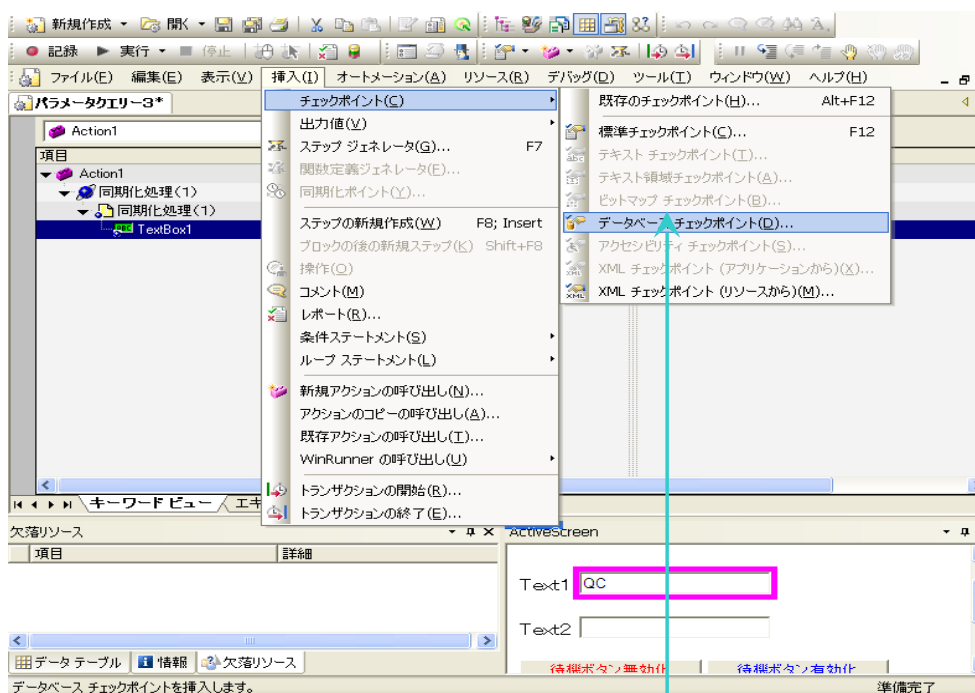 新規作成 開く
記録 実行 停止
ファイル(F) 編集(E) 表示(V) 挿入(I) オートメーション(A) リソース(R) デバッグ(D) ツール(T) ウィンドウ(W) ヘルプ(H)
パラメータクエリー3*
Action1
項目
Action1
同期化処理(1)
同期化処理(1)
TextBox1
チェックポイント(C)
出力値(V)
ステップ ジェネレータ(G)... F7
関数定義ジェネレータ(F)...
同期化ポイント(Y)...
ステップの新規作成(W) F8; Insert
ブロックの後の新規ステップ(K) Shift+F8
操作(O)
コメント(M)
レポート(R)...
条件ステートメント(S)
ループ ステートメント(L)
新規アクションの呼び出し(N)...
アクションのコピーの呼び出し(A)...
既存アクションの呼び出し(T)...
WinRunner の呼び出し(U)
トランザクションの開始(R)...
トランザクションの終了(E)...
既存のチェックポイント(H)... Alt+F12
標準チェックポイント(C)... F12
テキスト チェックポイント(T)...
テキスト領域チェックポイント(A)...
ビットマップ チェックポイント(B)...
データベース チェックポイント(D)...
アクセシビリティ チェックポイント(S)...
XML チェックポイント (アプリケーションから)(X)...
XML チェックポイント (リソースから)(M)...
キーワード ビュー エキ
欠落リソース
項目 詳細
データ テーブル 情報 欠落リソース
ActiveScreen
Text1 QC
Text2
待機ボタン無効化 待機ボタン有効化
データベース チェックポイントを挿入します。 準備完了